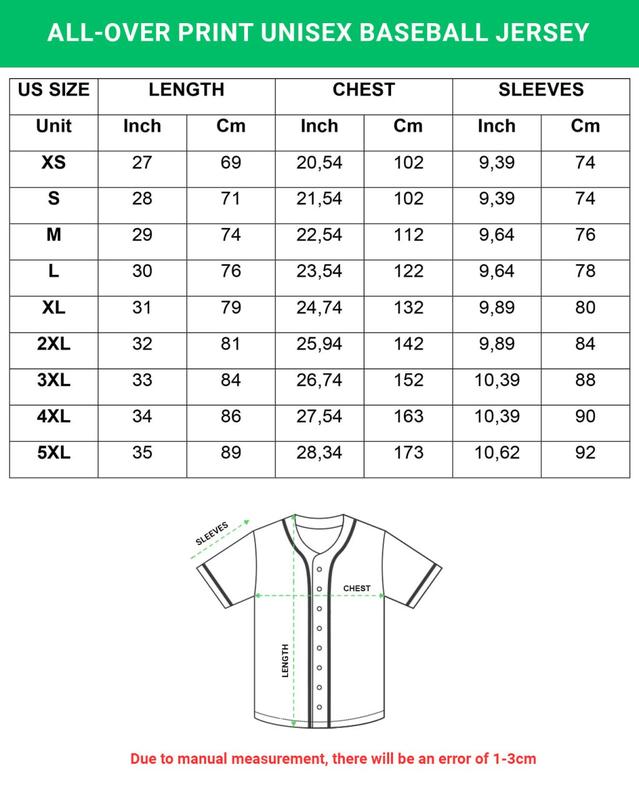 ALL-OVER PRINT UNISEX BASEBALL JERSEY
US SIZE LENGTH CHEST SLEEVES
Unit Inch Cm Inch Cm Inch Cm
XS 27 69 20,54 102 9,39 74
S 28 71 21,54 102 9,39 74
M 29 74 22,54 112 9,64 76
L 30 76 23,54 122 9,64 78
XL 31 79 24,74 132 9,89 80
2XL 32 81 25,94 142 9,89 84
3XL 33 84 26,74 152 10,39 88
4XL 34 86 27,54 163 10,39 90
5XL 35 89 28,34 173 10,62 92
SLEEVES
CHEST
LENGTH
Due to manual measurement, there will be an error of 1-3cm